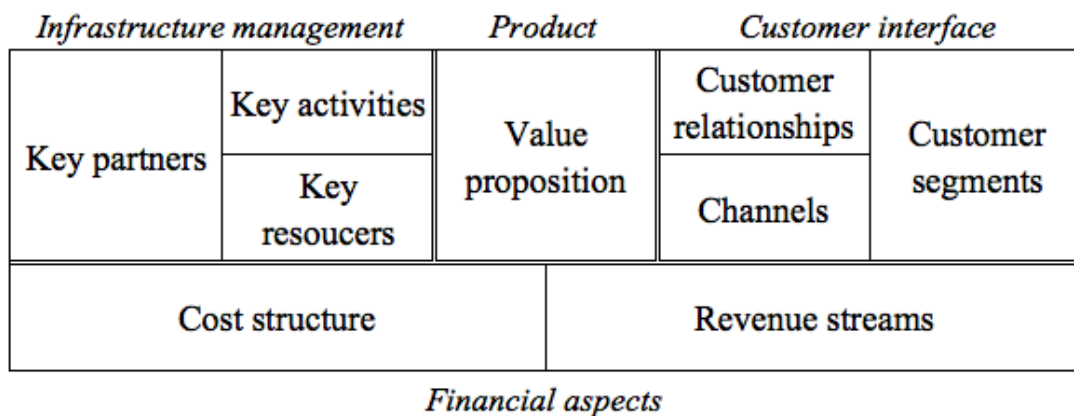 Infrastructure management
Product
Customer interface
Key partners
Key activities
Key
resoucers
Value
proposition
Customer
relationships
Channels
Customer
segments
Cost structure
Revenue streams
Financial aspects